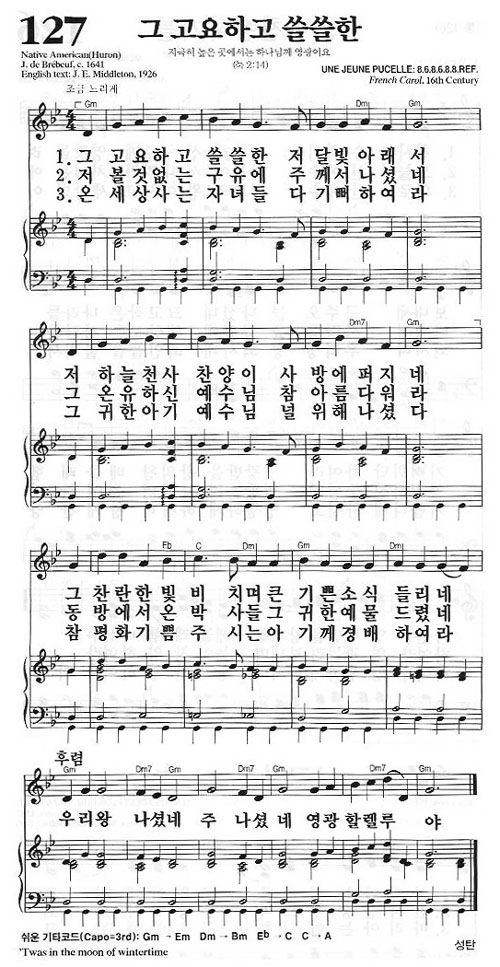 127 그 고요하고 쓸쓸한
지극히 높은 곳에서는 하나님께 영광이요
(눅 2:14)
Native American(Huron)
J. de Brébeuf, c. 1641
English text: J. E. Middleton, 1926
UNE JEUNE PUCELLE: 8.6.8.6.8.8.REF.
French Carol. 16th Century
조금 느리게
Gm Dm7 Gm
1. 그 고요하고 쓸쓸한 저 달빛 아래서
2. 저 볼것없는 구유에 주께서 나셨네
3. 온 세상사는 자녀들 다 기뻐하여라
Dm7 Gm
저 하늘천사 찬양이 사방에 퍼지네
그 온유하신 예수님 참 아름다워라
그 귀한아기 예수님 널 위해 나셨다
Eb C Dm Gm Dm
그 찬란한 빛 비치며 큰 기쁜소식 들리네
동방에서 온 박사들 그 귀한예물 드렸네
참 평화기쁨 주시는 아기께 경배하여라
후렴
Gm Dm7 Gm Dm7 Gm Dm7 Gm
우리왕 나셨네 주 나셨네 영광 할렐루야
쉬운 기타코드(Capo=3rd): Gm → Em Dm → Bm Eb → C C → A
'Twas in the moon of wintertime
성탄